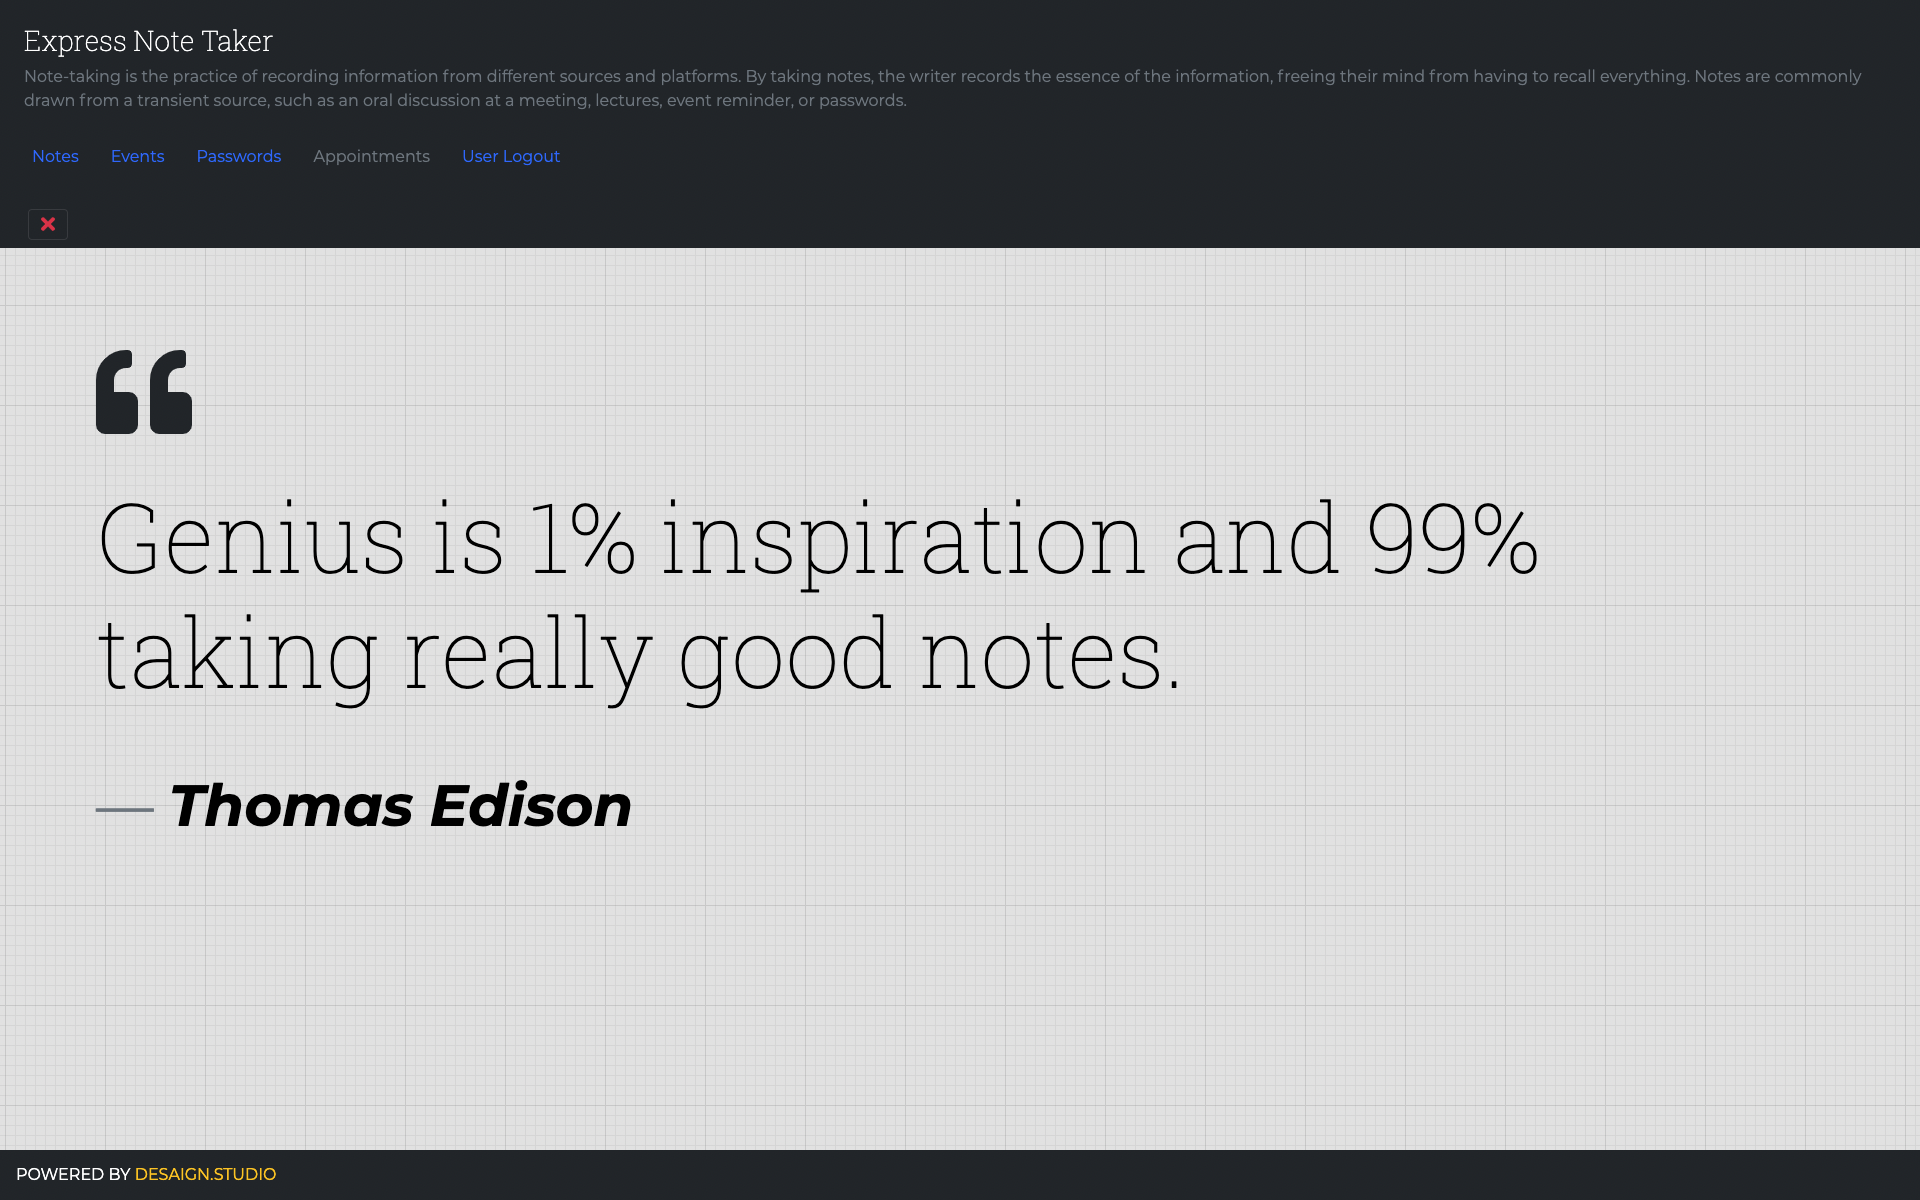 Express Note Taker
Note-taking is the practice of recording information from different sources and platforms. By taking notes, the writer records the essence of the information, freeing their mind from having to recall everything. Notes are commonly
drawn from a transient source, such as an oral discussion at a meeting, lectures, event reminder, or passwords.
Notes Events Passwords Appointments User Logout
“
Genius is 1% inspiration and 99%
taking really good notes.
— Thomas Edison
POWERED BY DESAIGN.STUDIO